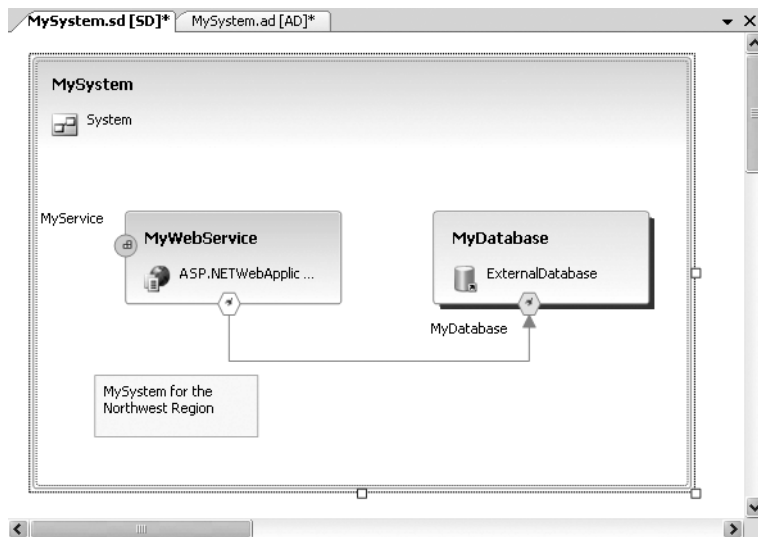 MySystem.sd [SD]* MySystem.ad [AD]*
MySystem
System
MyService
MyWebService
ASP.NETWebApplic ...
MyDatabase
ExternalDatabase
MyDatabase
MySystem for the
Northwest Region